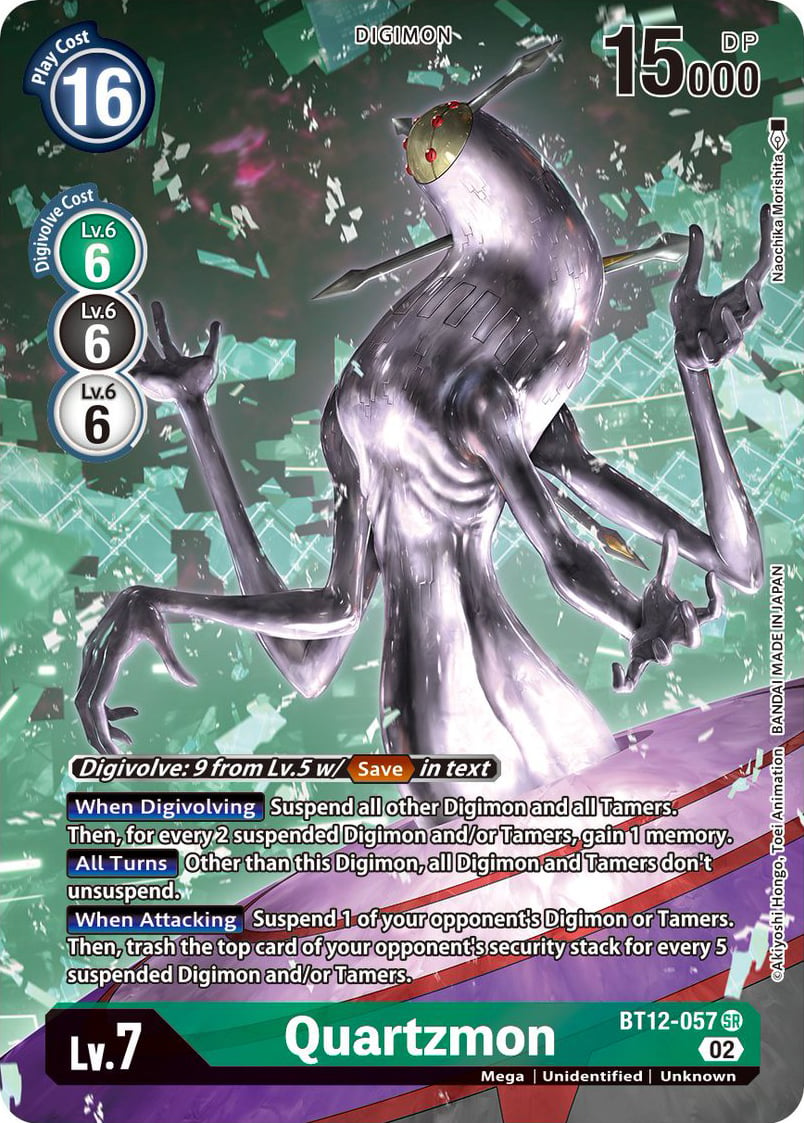 DIGIMON
Play Cost
16
15000
DP
Digivolve Cost
Lv.6
6
Lv.6
6
Lv.6
6
Naochika Morishita
©Akiyoshi Hongo, Toei Animation BANDAI MADE IN JAPAN
Digivolve: 9 from Lv.5 w/ Save in text
When Digivolving Suspend all other Digimon and all Tamers.
Then, for every 2 suspended Digimon and/or Tamers, gain 1 memory.
All Turns Other than this Digimon, all Digimon and Tamers don't
unsuspend.
When Attacking Suspend 1 of your opponent's Digimon or Tamers.
Then, trash the top card of your opponent's security stack for every 5
suspended Digimon and/or Tamers.
Lv.7
Quartzmon
BT12-057 SR
02
Mega | Unidentified | Unknown